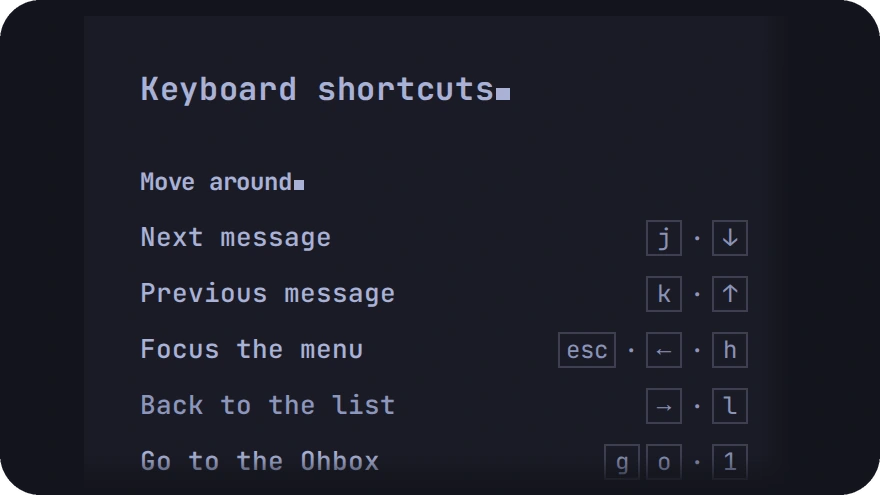 Keyboard shortcuts
Move around
Next message j · ↓
Previous message k · ↑
Focus the menu esc · ← · h
Back to the list → · l
Go to the Ohbox g o · 1